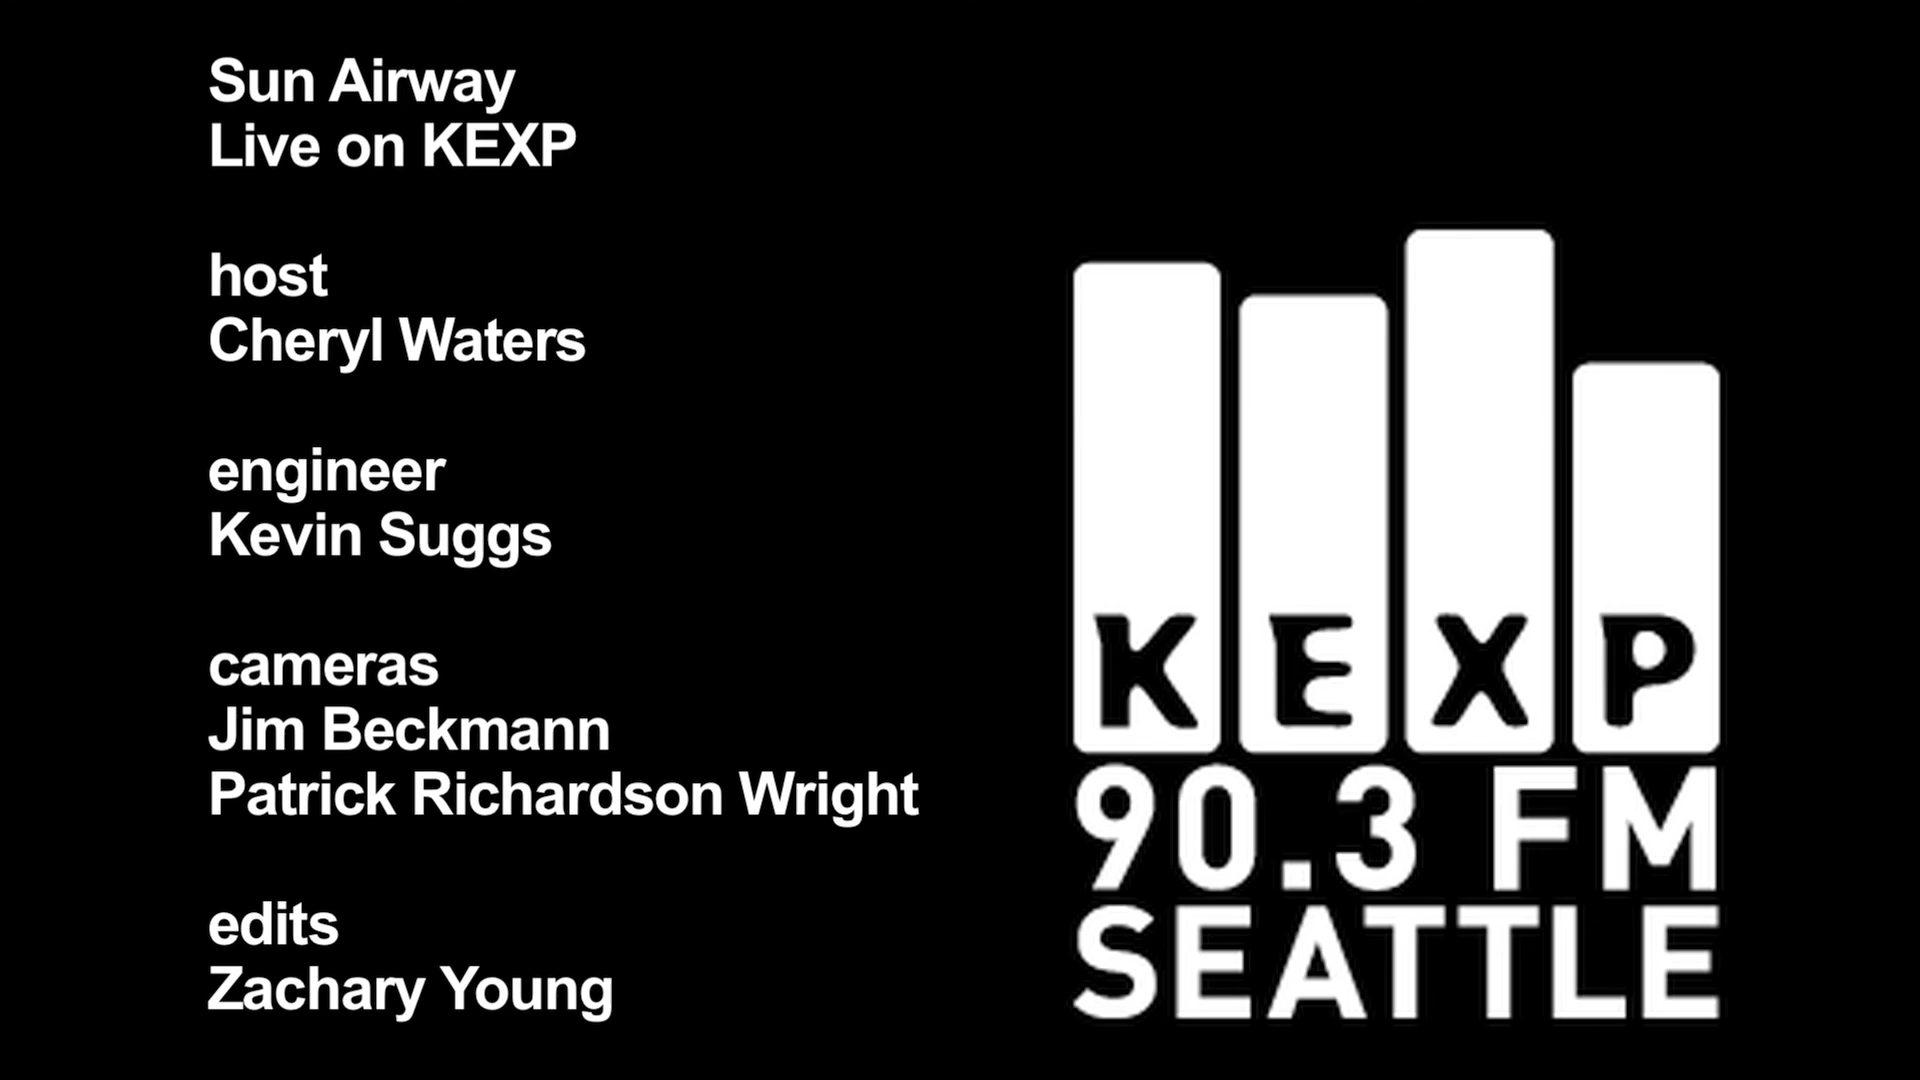 Sun Airway
Live on KEXP
host
Cheryl Waters
engineer
Kevin Suggs
cameras
Jim Beckmann
Patrick Richardson Wright
edits
Zachary Young
KEXP
90.3 FM
SEATTLE